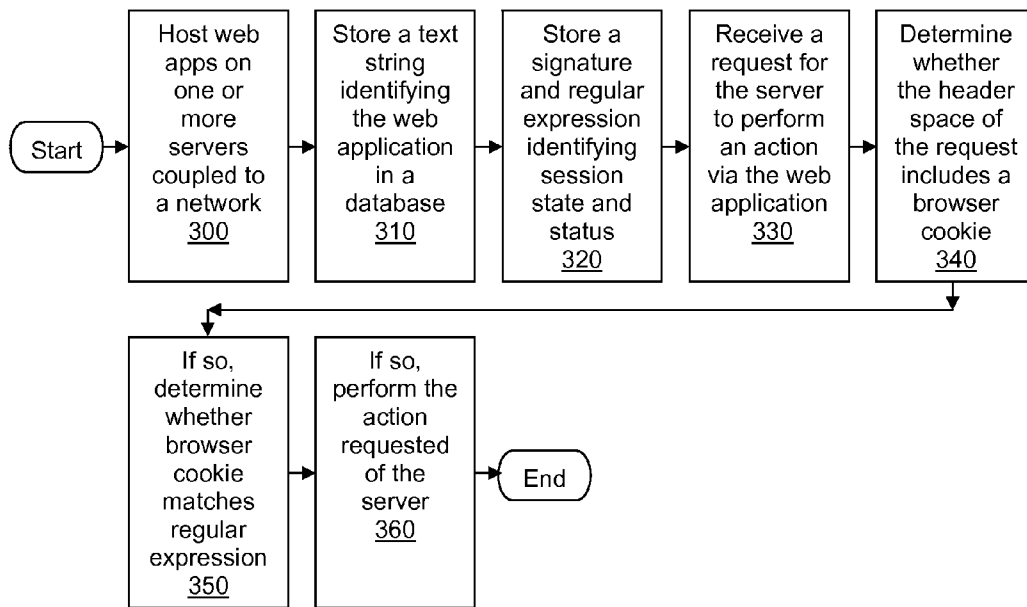 Start
Host web
apps on
one or
more
servers
coupled to
a network
300
Store a text
string
identifying
the web
application
in a
database
310
Store a
signature
and regular
expression
identifying
session
state and
status
320
Receive a
request for
the server
to perform
an action
via the web
application
330
Determine
whether
the header
space of
the request
includes a
browser
cookie
340
If so,
determine
whether
browser
cookie
matches
regular
expression
350
If so,
perform the
action
requested
of the
server
360
End